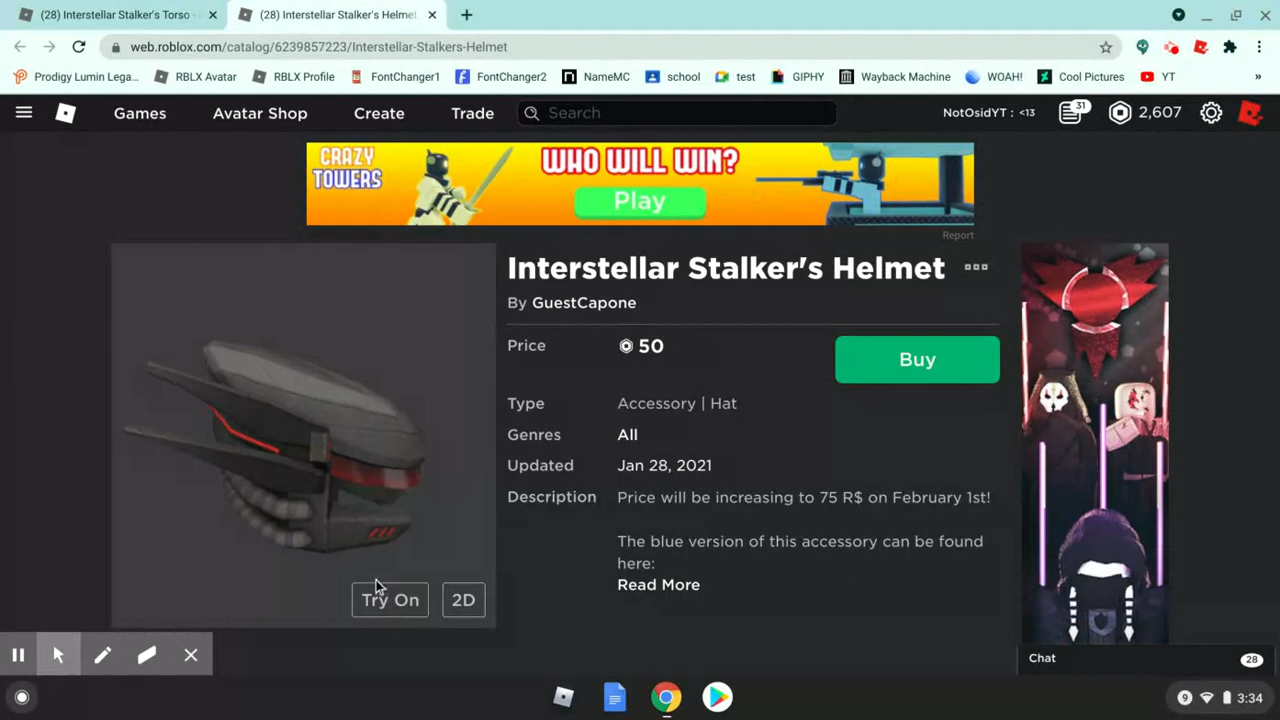 (28) Interstellar Stalker's Torso
(28) Interstellar Stalker's Helmet
web.roblox.com/catalog/6239857223/Interstellar-Stalkers-Helmet
Prodigy Lumin Lega... RBLX Avatar RBLX Profile FontChanger1 FontChanger2 NameMC school test GIPHY Wayback Machine WOAH! Cool Pictures YT »
Games Avatar Shop Create Trade Search NotOsidYT : <13 31 2,607
CRAZY TOWERS
WHO WILL WIN?
Play
Report
Interstellar Stalker's Helmet
By GuestCapone
Price 50
Buy
Type Accessory | Hat
Genres All
Updated Jan 28, 2021
Description Price will be increasing to 75 R$ on February 1st!
The blue version of this accessory can be found
here:
Read More
Try On 2D
Chat 28
9 3:34